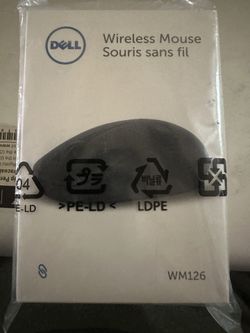 DELL
Wireless Mouse
Souris sans fil
04
PE-LD
>PE-LD<
LDPE
WM126